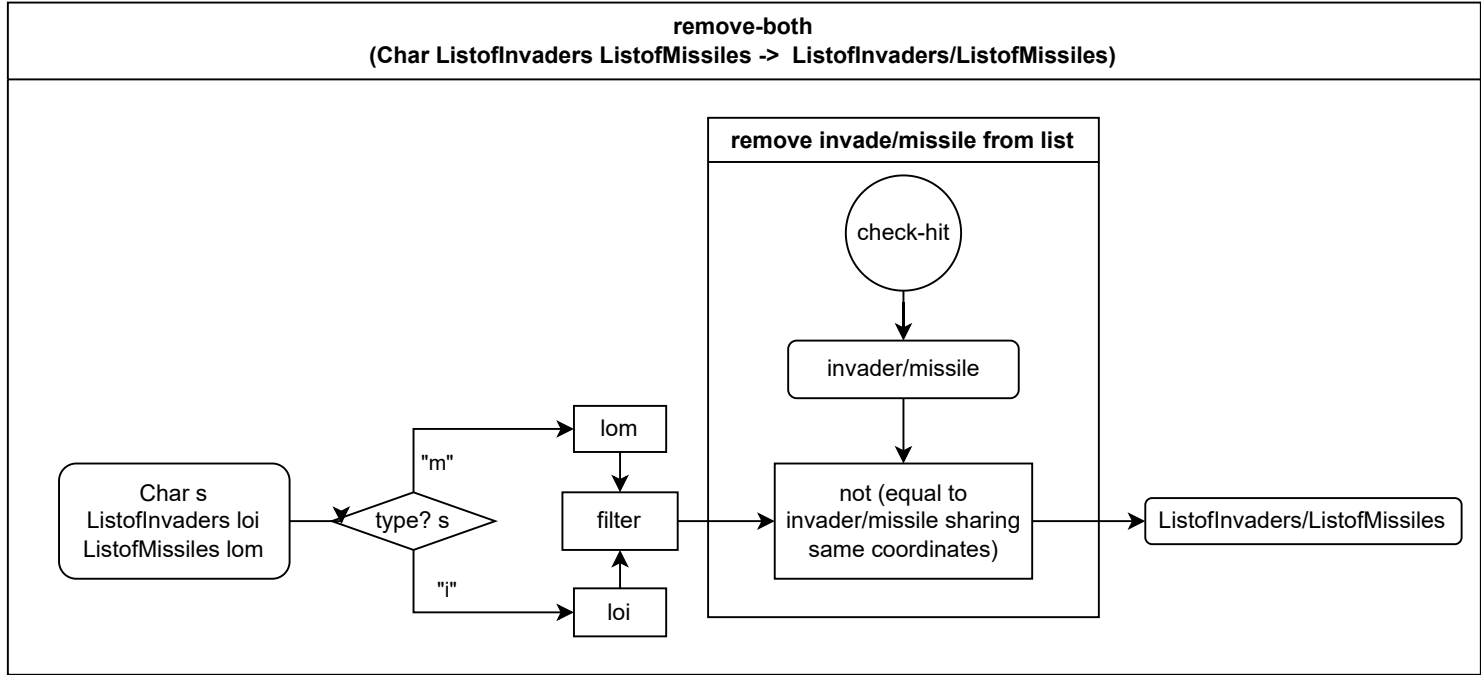 remove-both
(Char ListofInvaders ListofMissiles -> ListofInvaders/ListofMissiles)
remove invade/missile from list
check-hit
invader/missile
lom
"m"
Char s
ListofInvaders loi
ListofMissiles lom
type? s
filter
not (equal to
invader/missile sharing
same coordinates)
ListofInvaders/ListofMissiles
"i"
loi